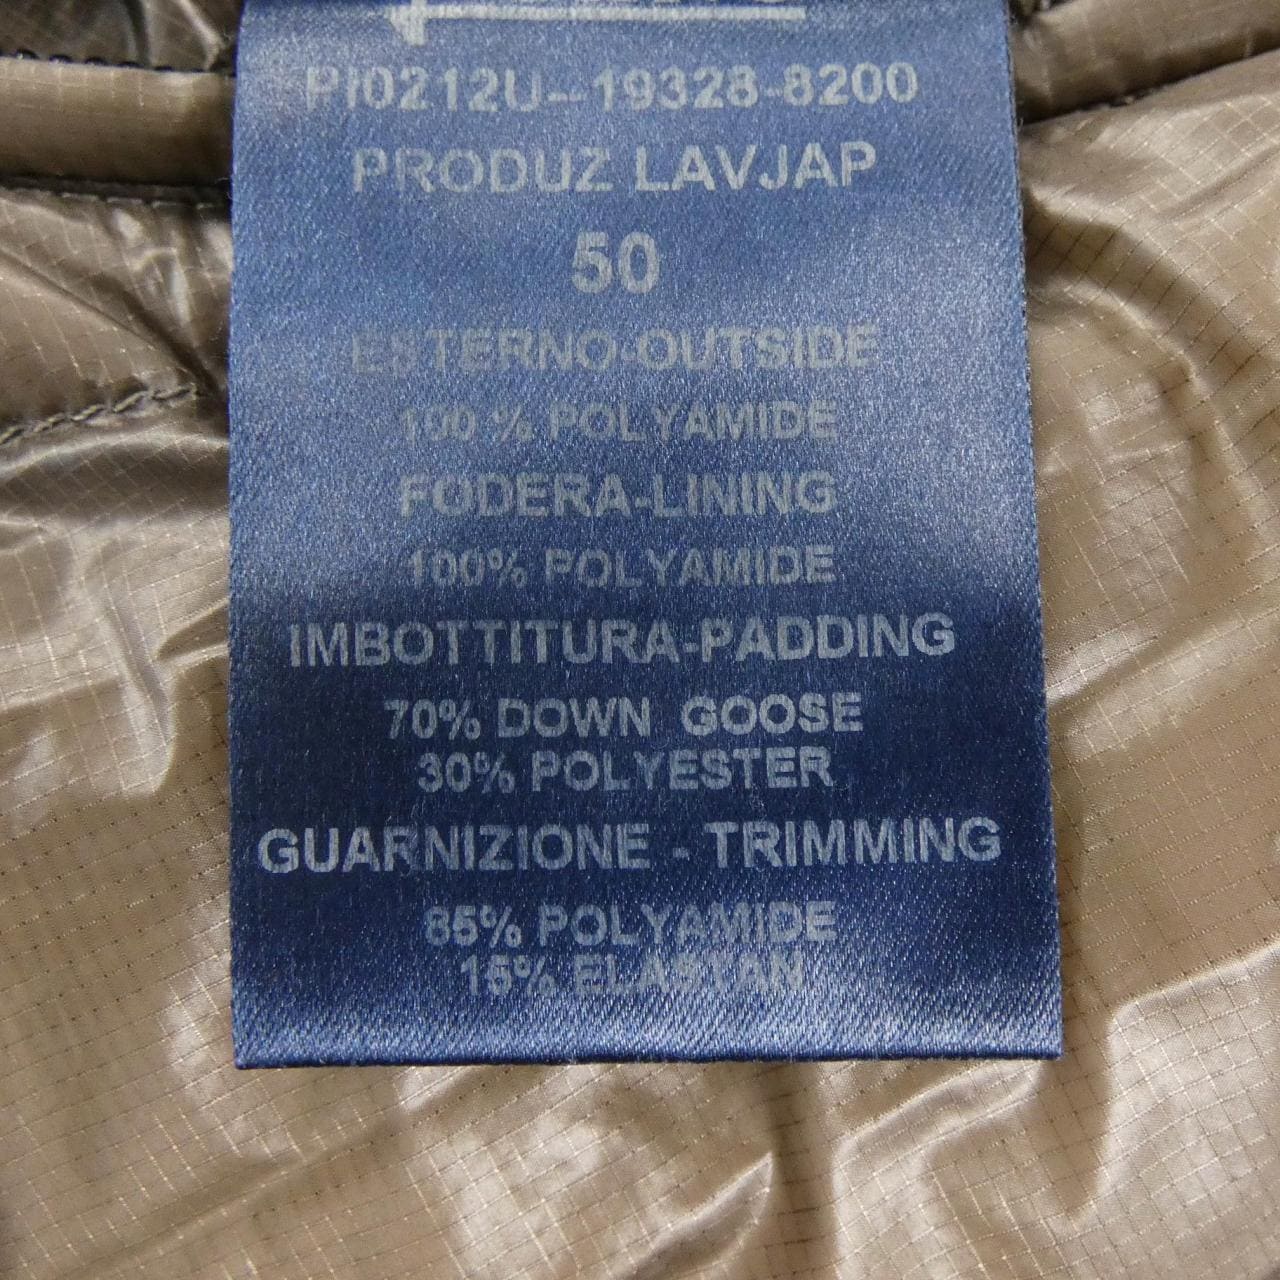 PI0212U-19328-8200
PRODUZ LAVJAP
50
ESTERNO-OUTSIDE
100 % POLYAMIDE
FODERA-LINING
100% POLYAMIDE
IMBOTTITURA-PADDING
70% DOWN GOOSE
30% POLYESTER
GUARNIZIONE - TRIMMING
85% POLYAMIDE
15% ELASTAN